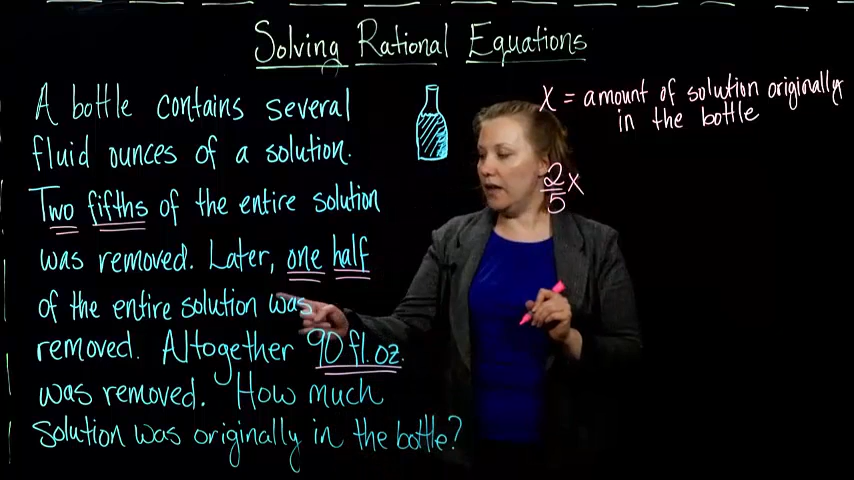 Solving Rational Equations
A bottle contains several
fluid ounces of a solution.
Two fifths of the entire solution
was removed. Later, one half
of the entire solution was
removed. Altogether 90 fl. oz.
was removed. How much
solution was originally in the bottle?
X = amount of solution originally
in the bottle
2/5 X